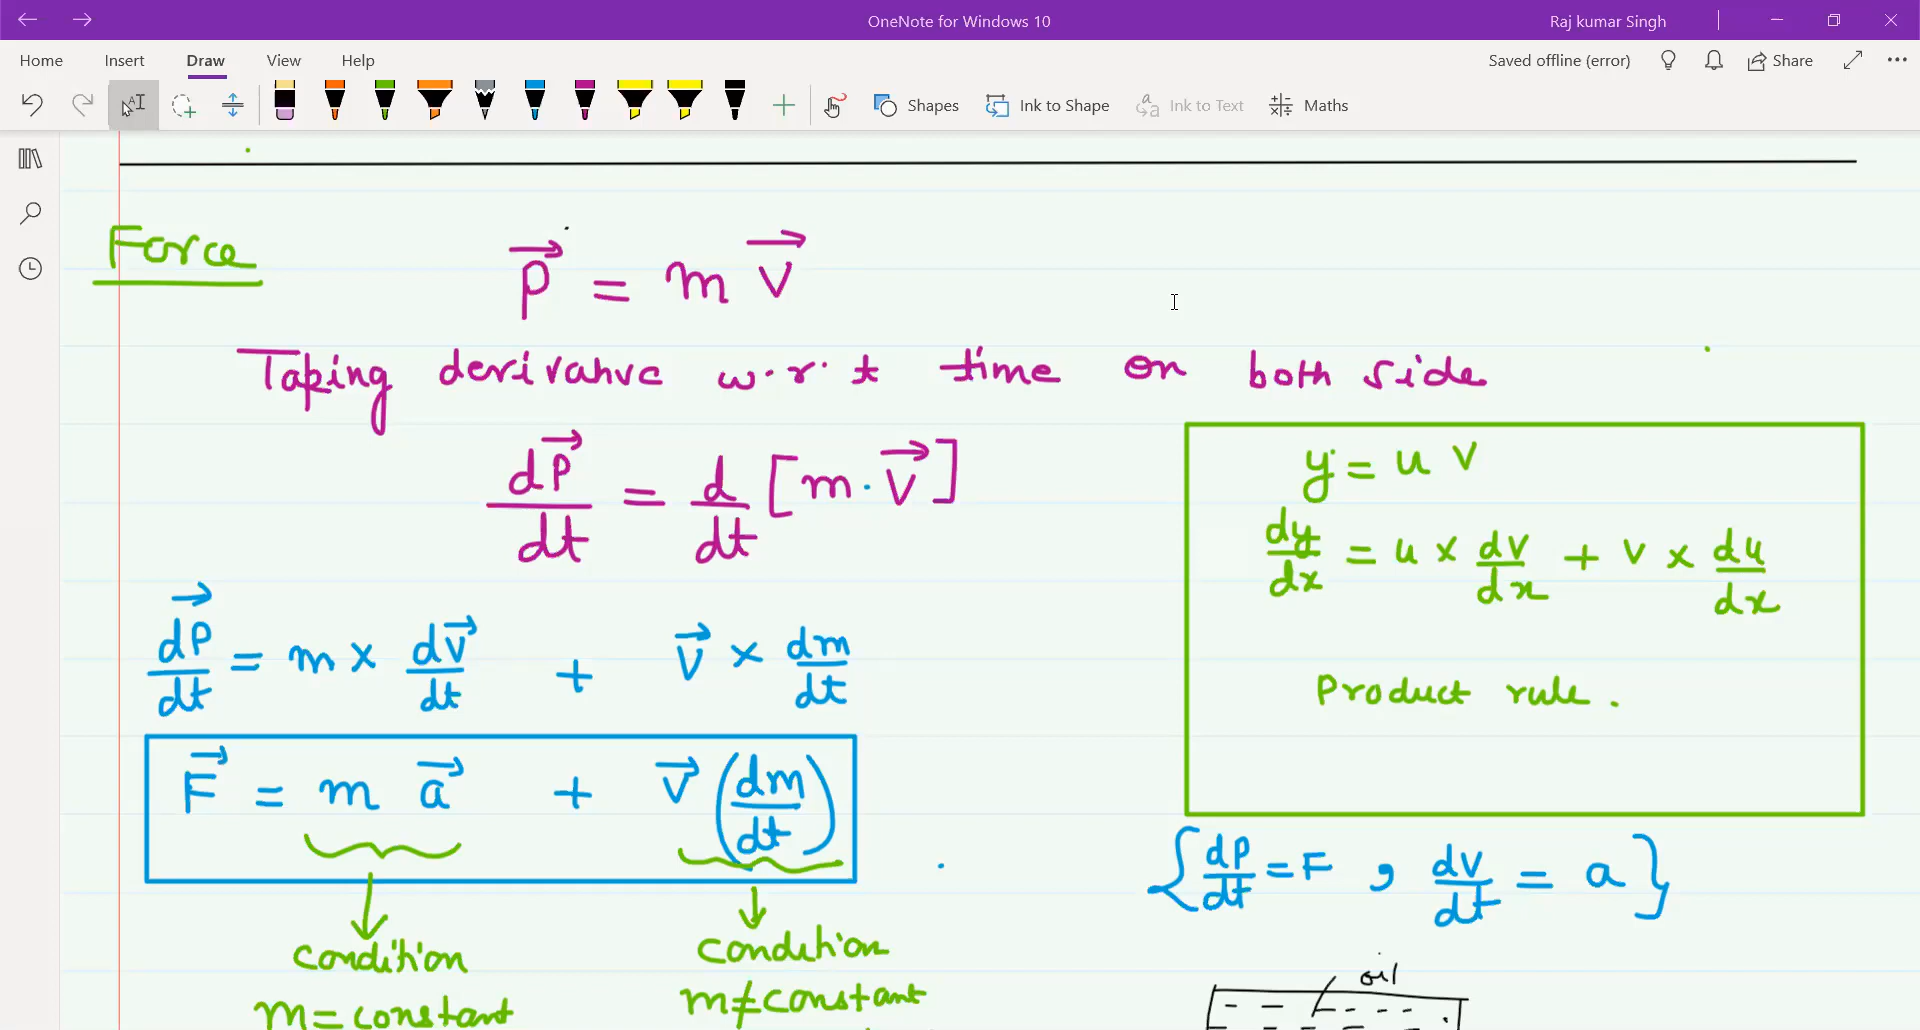 OneNote for Windows 10
Raj kumar Singh
Home Insert Draw View Help
Saved offline (error) Share
Shapes Ink to Shape Ink to Text Maths
Force
P⃗ = m V⃗
Taking derivative w.r.t time on both side
dP⃗/dt = d/dt [m · V⃗]
y = u v
dy/dx = u × dv/dx + v × du/dx
Product rule.
dP⃗/dt = m × dV⃗/dt + V⃗ × dm/dt
F⃗ = m a⃗ + V⃗ (dm/dt)
{dP/dt = F , dv/dt = a}
condition
m = constant
condition
m ≠ constant
oil